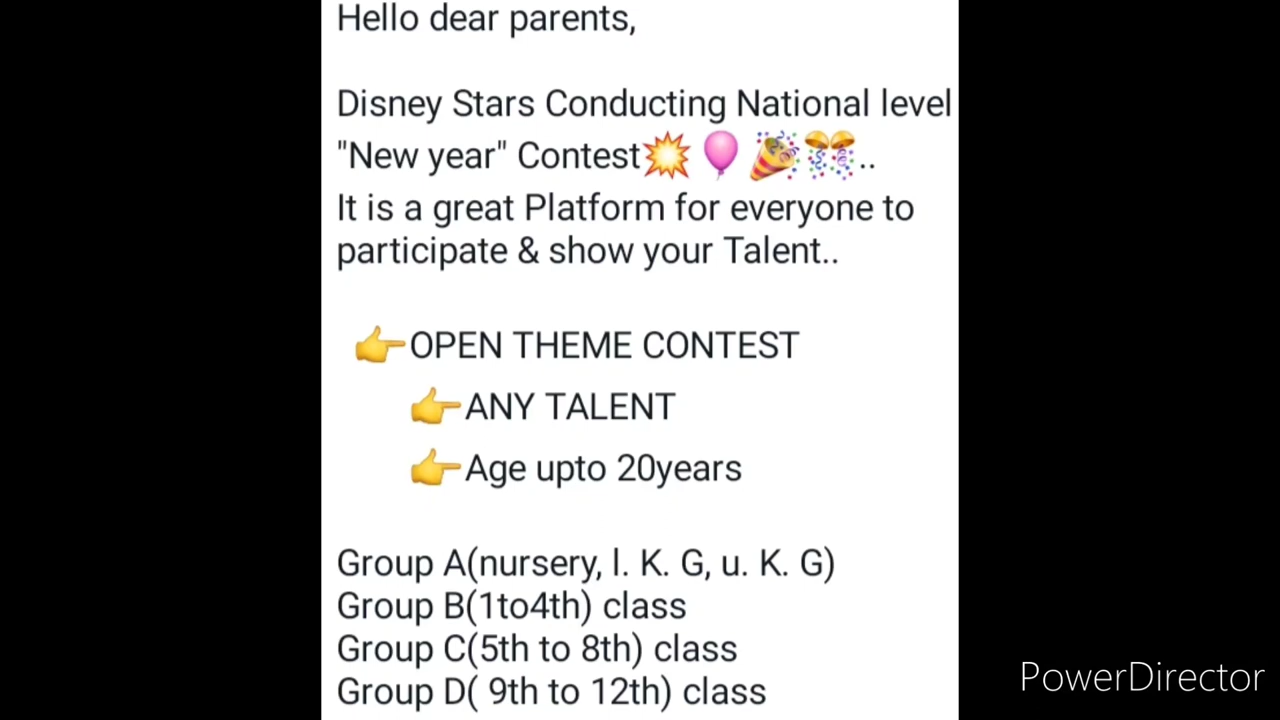 Hello dear parents,
Disney Stars Conducting National level
"New year" Contest💥🎈🎉🎊..
It is a great Platform for everyone to
participate & show your Talent..
👉OPEN THEME CONTEST
👉ANY TALENT
👉Age upto 20years
Group A(nursery, l. K. G, u. K. G)
Group B(1to4th) class
Group C(5th to 8th) class
Group D( 9th to 12th) class
PowerDirector